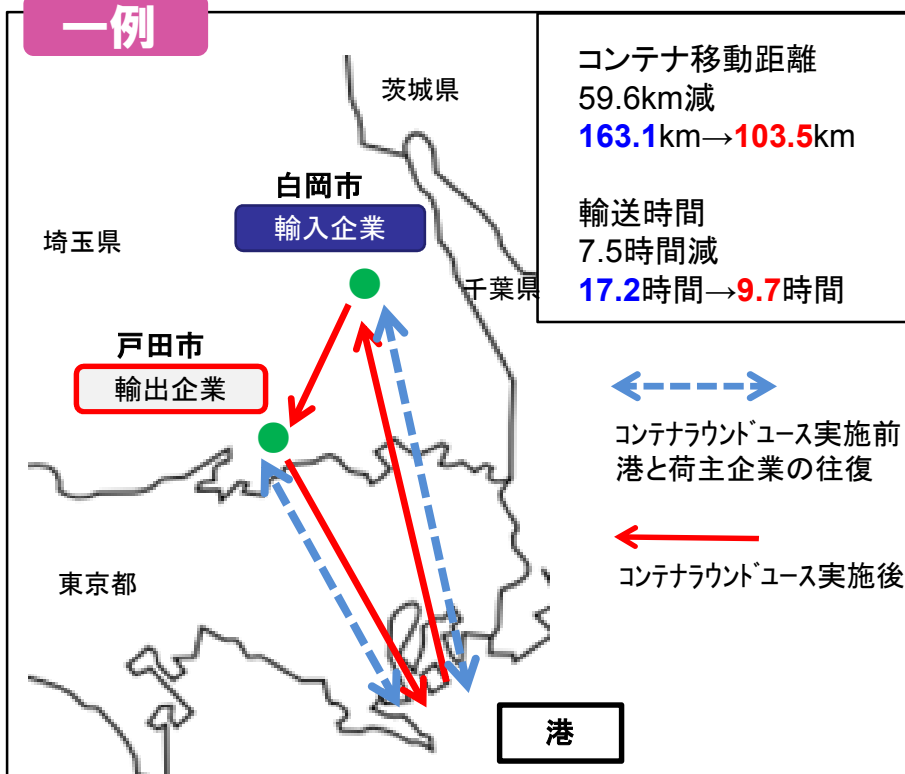 一例
コンテナ移動距離
59.6km減
163.1km→103.5km
輸送時間
7.5時間減
17.2時間→9.7時間
茨城県
白岡市
輸入企業
埼玉県
千葉県
戸田市
輸出企業
コンテナラウンドユース実施前
港と荷主企業の往復
コンテナラウンドユース実施後
東京都
港